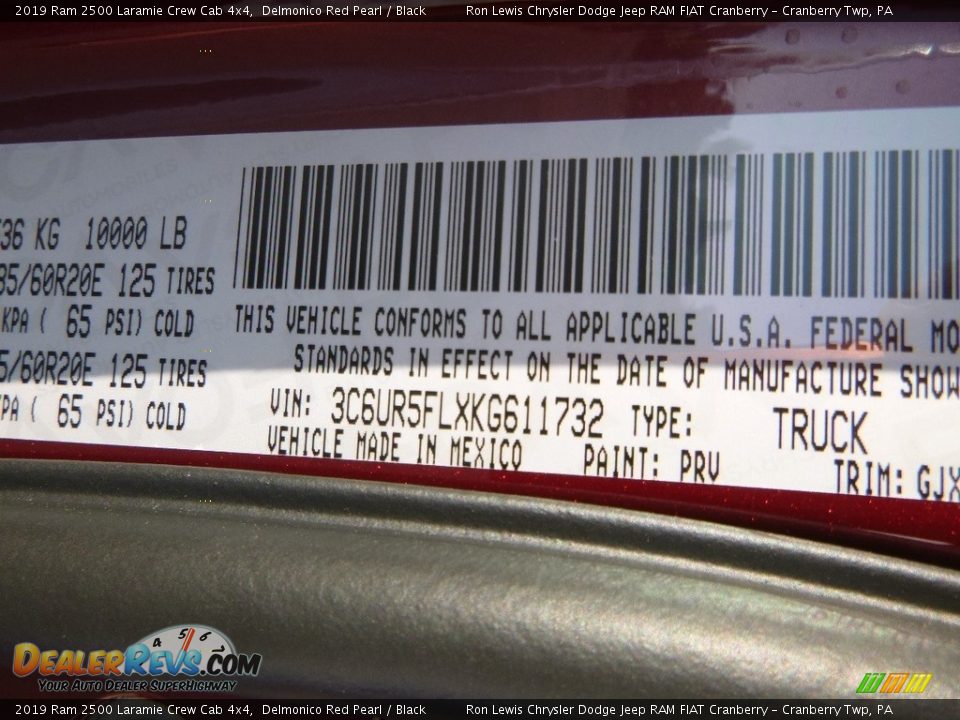 2019 Ram 2500 Laramie Crew Cab 4x4, Delmonico Red Pearl / Black Ron Lewis Chrysler Dodge Jeep RAM FIAT Cranberry - Cranberry Twp, PA
36 KG 10000 LB
85/60R20E 125 TIRES
KPA ( 65 PSI) COLD
5/60R20E 125 TIRES
PA ( 65 PSI) COLD
THIS VEHICLE CONFORMS TO ALL APPLICABLE U.S.A. FEDERAL MO
STANDARDS IN EFFECT ON THE DATE OF MANUFACTURE SHOW
VIN: 3C6UR5FLXKG611732 TYPE: TRUCK
VEHICLE MADE IN MEXICO PAINT: PRV TRIM: GJX
4 5 6
DEALERREVS.COM
YOUR AUTO DEALER SUPERHIGHWAY
2019 Ram 2500 Laramie Crew Cab 4x4, Delmonico Red Pearl / Black Ron Lewis Chrysler Dodge Jeep RAM FIAT Cranberry - Cranberry Twp, PA